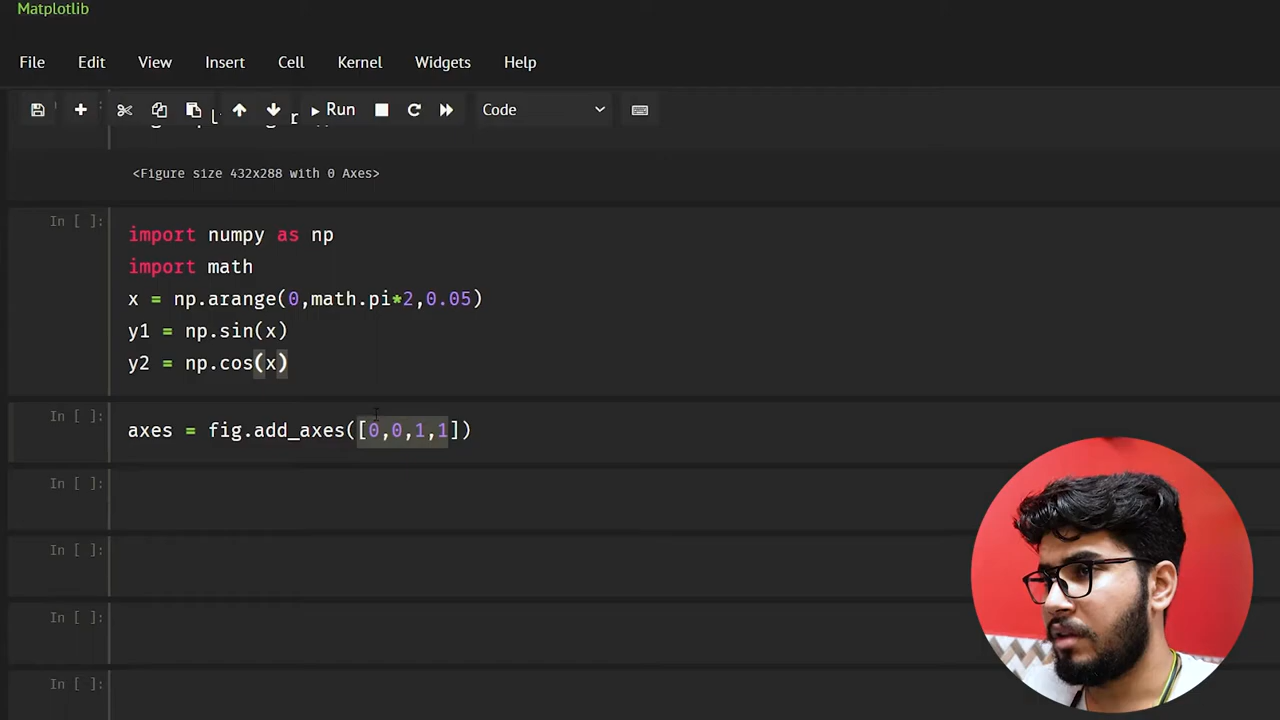 Matplotlib
File Edit View Insert Cell Kernel Widgets Help
Run Code
<Figure size 432x288 with 0 Axes>
In [ ]:
import numpy as np
import math
x = np.arange(0,math.pi*2,0.05)
y1 = np.sin(x)
y2 = np.cos(x)
In [ ]:
axes = fig.add_axes([0,0,1,1])
In [ ]:
In [ ]:
In [ ]:
In [ ]: